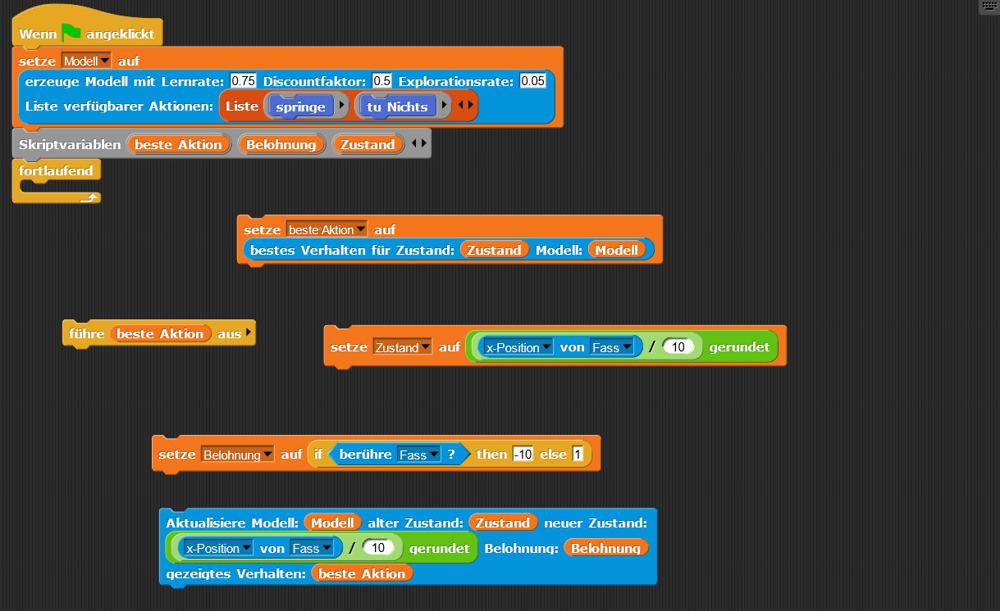 Wenn angeklickt
setze Modell auf
erzeuge Modell mit Lernrate: 0.75 Discountfaktor: 0.5 Explorationsrate: 0.05
Liste verfügbarer Aktionen: Liste springe tu Nichts
Skriptvariablen beste Aktion Belohnung Zustand
fortlaufend
setze beste Aktion auf
bestes Verhalten für Zustand: Zustand Modell: Modell
führe beste Aktion aus
setze Zustand auf x-Position von Fass / 10 gerundet
setze Belohnung auf if berühre Fass ? then -10 else 1
Aktualisiere Modell: Modell alter Zustand: Zustand neuer Zustand:
x-Position von Fass / 10 gerundet Belohnung: Belohnung
gezeigtes Verhalten: beste Aktion